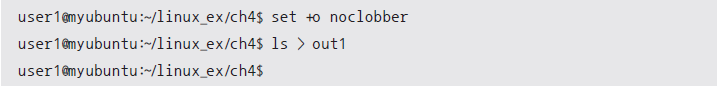 user1@myubuntu:~/linux_ex/ch4$ set +o noclobber
user1@myubuntu:~/linux_ex/ch4$ ls > out1
user1@myubuntu:~/linux_ex/ch4$